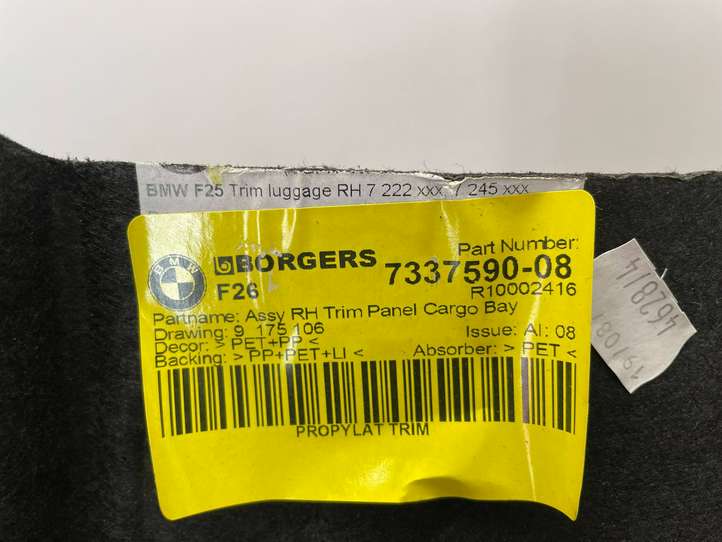 BMW F25 Trim luggage RH 7 222 xxx, 7 245 xxx
BMW
BORGERS
F26
Part Number:
7337590-08
R10002416
Partname: Assy RH Trim Panel Cargo Bay
Drawing: 9 175 106
Issue: AI: 08
Decor: > PET+PP <
Backing: > PP+PET+LI <
Absorber: > PET <
PROPYLAT TRIM
4628/4